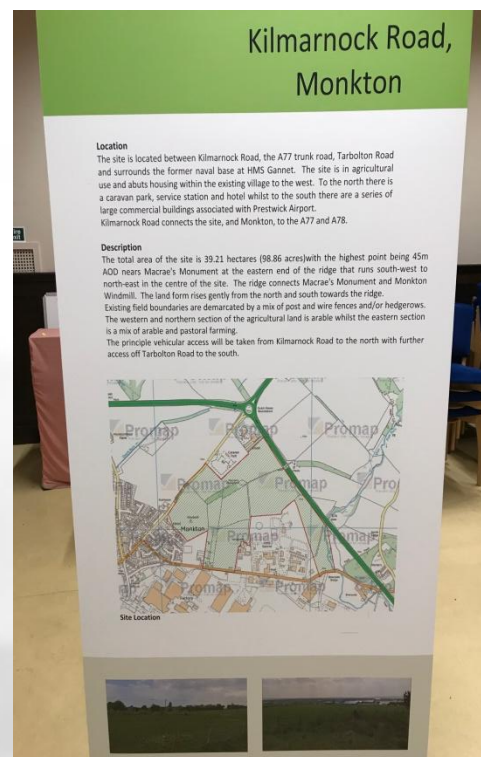 Kilmarnock Road,
Monkton
Location
The site is located between Kilmarnock Road, the A77 trunk road, Tarbolton Road
and surrounds the former naval base at HMS Gannet. The site is in agricultural
use and abuts housing within the existing village to the west. To the north there is
a caravan park, service station and hotel whilst to the south there are a series of
large commercial buildings associated with Prestwick Airport.
Kilmarnock Road connects the site, and Monkton, to the A77 and A78.
Description
The total area of the site is 39.21 hectares (98.86 acres)with the highest point being 45m
AOD nears Macrae's Monument at the eastern end of the ridge that runs south-west to
north-east in the centre of the site. The ridge connects Macrae's Monument and Monkton
Windmill. The land form rises gently from the north and south towards the ridge.
Existing field boundaries are demarcated by a mix of post and wire fences and/or hedgerows.
The western and northern section of the agricultural land is arable whilst the eastern section
is a mix of arable and pastoral farming.
The principle vehicular access will be taken from Kilmarnock Road to the north with further
access off Tarbolton Road to the south.
Promap Promap Promap
Promap Promap Pro
Monkton
Promap
Promap Promap
Site Location